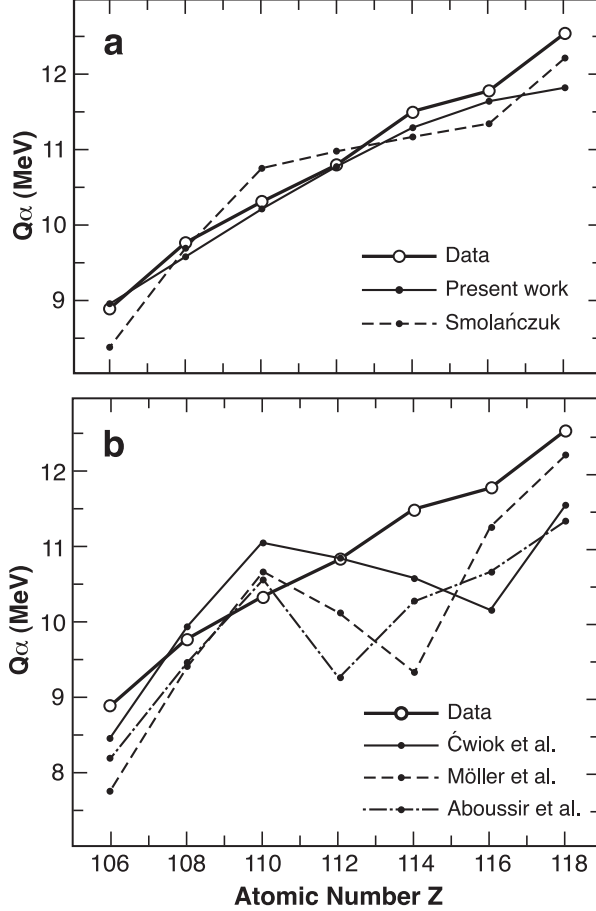 a
12
11
10
9
Qα (MeV)
Data
Present work
Smolańczuk
b
12
11
10
9
8
Qα (MeV)
Data
Ćwiok et al.
Möller et al.
Aboussir et al.
106 108 110 112 114 116 118
Atomic Number Z